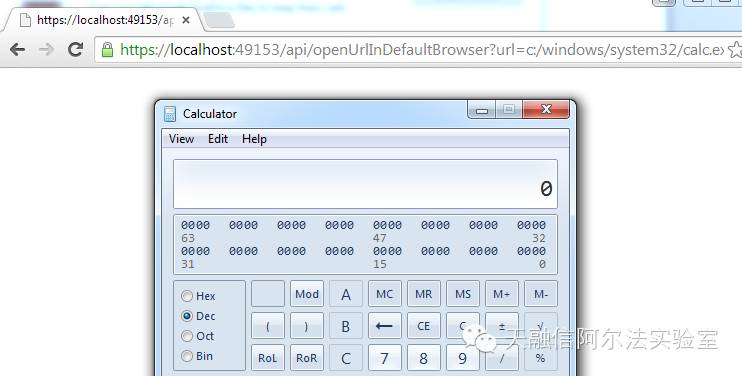 https://localhost:49153/ap
https://localhost:49153/api/openUrlInDefaultBrowser?url=c:/windows/system32/calc.ex
Calculator
View Edit Help
0
0000 0000 0000 0000 0000 0000 0000 0000
63 47 32
0000 0000 0000 0000 0000 0000 0000 0000
31 15 0
Hex Mod A MC MR MS M+ M-
Dec ( ) B ← CE C ± √
Oct
Bin RoL RoR C 7 8 9 / %
天融信阿尔法实验室